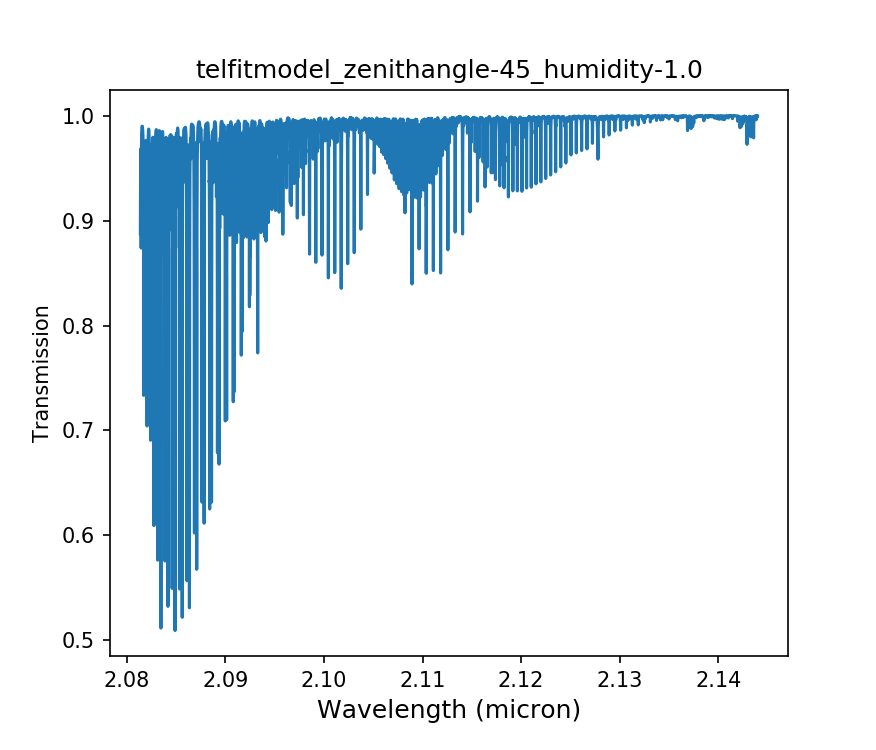 telfitmodel_zenithangle-45_humidity-1.0
1.0
0.9
0.8
0.7
0.6
0.5
Transmission
2.08 2.09 2.10 2.11 2.12 2.13 2.14
Wavelength (micron)